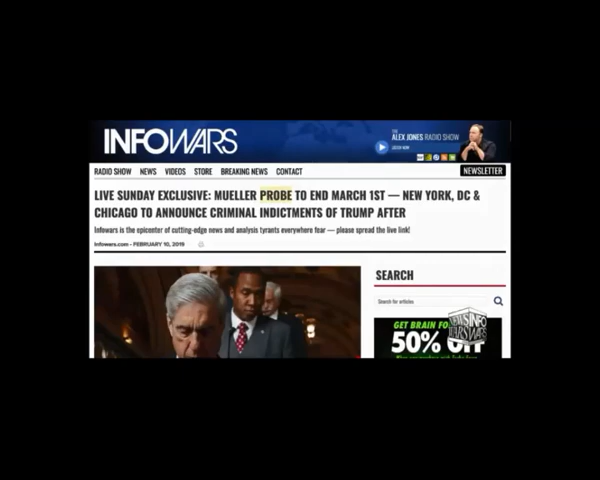 INFOWARS
THE
ALEX JONES RADIO SHOW
LISTEN NOW
RADIO SHOW NEWS VIDEOS STORE BREAKING NEWS CONTACT
NEWSLETTER
LIVE SUNDAY EXCLUSIVE: MUELLER PROBE TO END MARCH 1ST — NEW YORK, DC &
CHICAGO TO ANNOUNCE CRIMINAL INDICTMENTS OF TRUMP AFTER
Infowars is the epicenter of cutting-edge news and analysis tyrants everywhere fear — please spread the live link!
Infowars.com - FEBRUARY 10, 2019
SEARCH
Search for articles
GET BRAIN FO
50% OFF